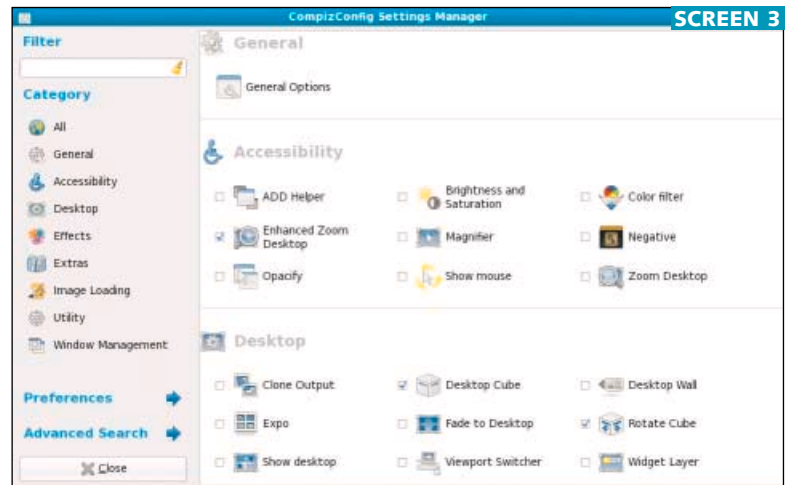 CompizConfig Settings Manager
SCREEN 3
Filter
Category
All
General
Accessibility
Desktop
Effects
Extras
Image Loading
Utility
Window Management
Preferences
Advanced Search
Close
General
General Options
Accessibility
ADD Helper
Brightness and
Saturation
Color filter
Enhanced Zoom
Desktop
Magnifier
Negative
Opacify
Show mouse
Zoom Desktop
Desktop
Clone Output
Desktop Cube
Desktop Wall
Expo
Fade to Desktop
Rotate Cube
Show desktop
Viewport Switcher
Widget Layer